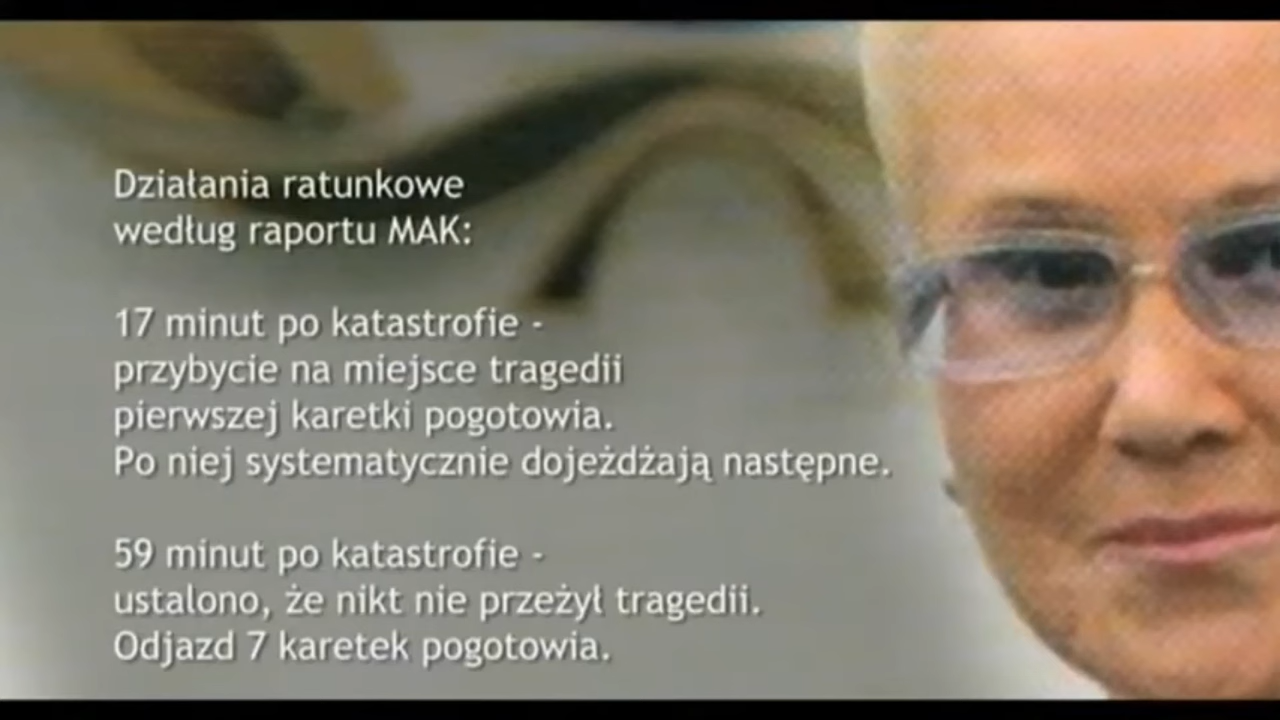 Działania ratunkowe
według raportu MAK:
17 minut po katastrofie -
przybycie na miejsce tragedii
pierwszej karetki pogotowia.
Po niej systematycznie dojeżdżają następne.
59 minut po katastrofie -
ustalono, że nikt nie przeżył tragedii.
Odjazd 7 karetek pogotowia.